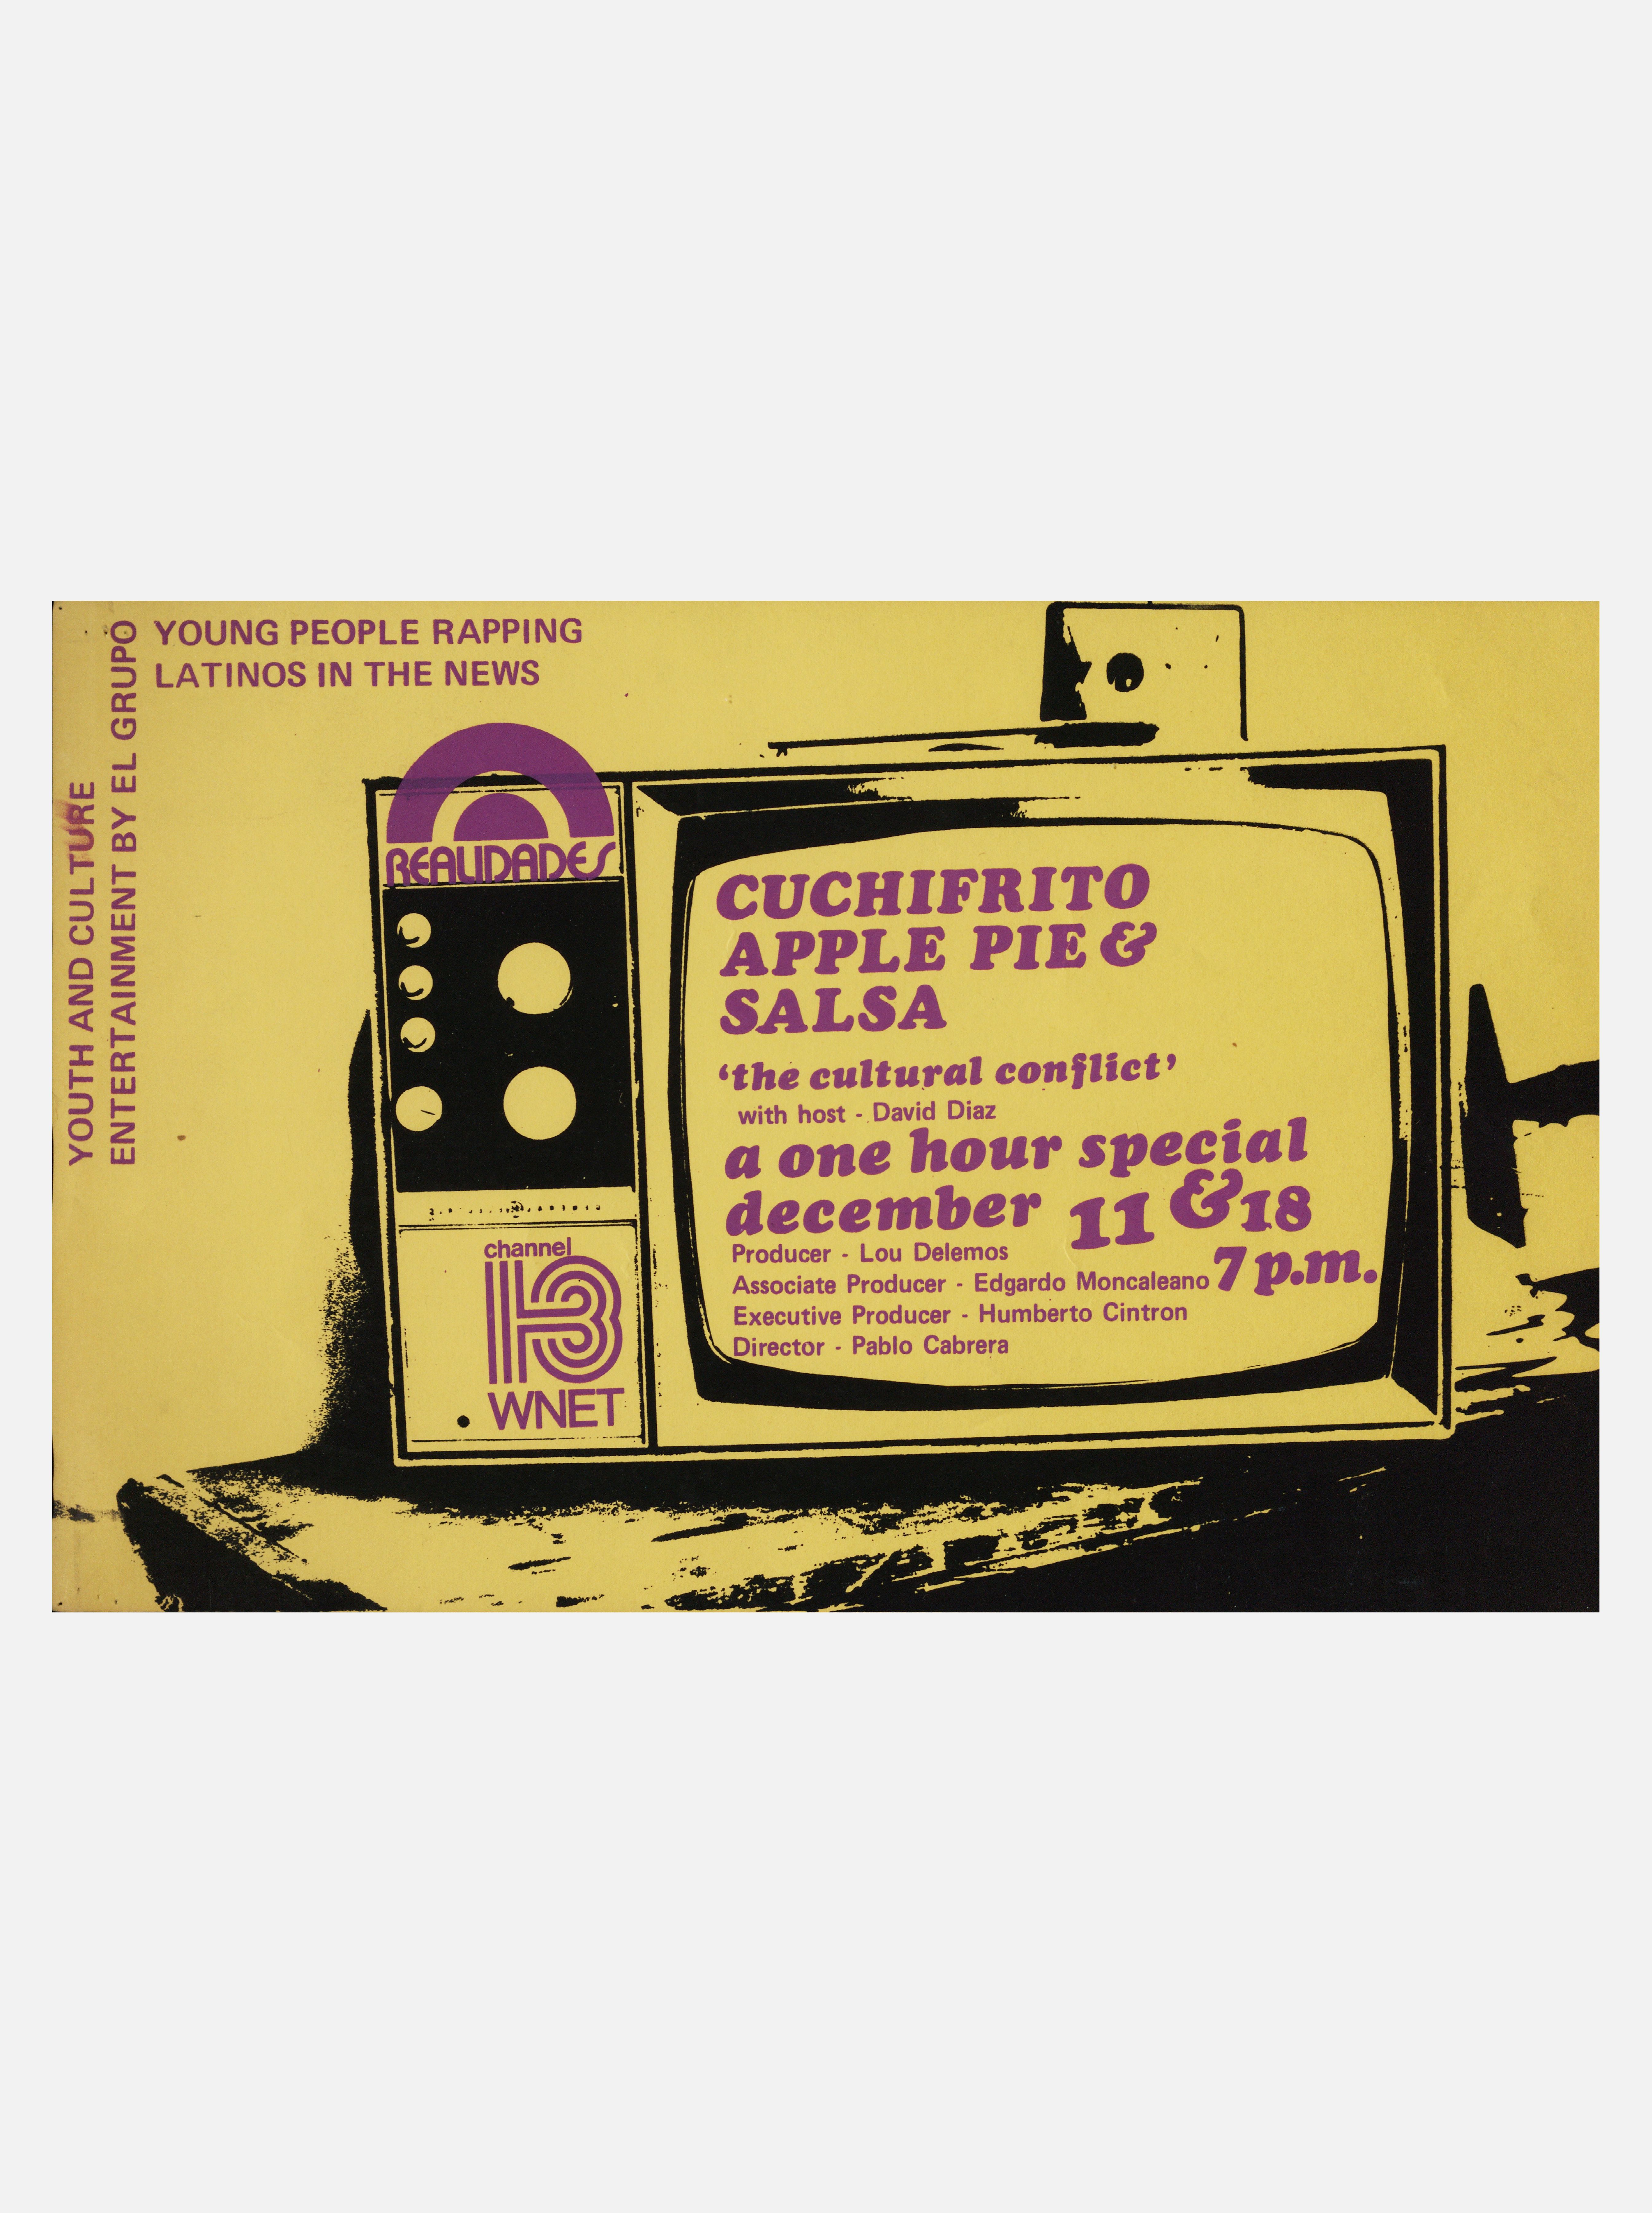 YOUNG PEOPLE RAPPING
LATINOS IN THE NEWS
YOUTH AND CULTURE
ENTERTAINMENT BY EL GRUPO
REALIDADES
channel
13
WNET
CUCHIFRITO
APPLE PIE &
SALSA
‘the cultural conflict’
with host - David Diaz
a one hour special
december 11 & 18
7 p.m.
Producer - Lou Delemos
Associate Producer - Edgardo Moncaleano
Executive Producer - Humberto Cintron
Director - Pablo Cabrera